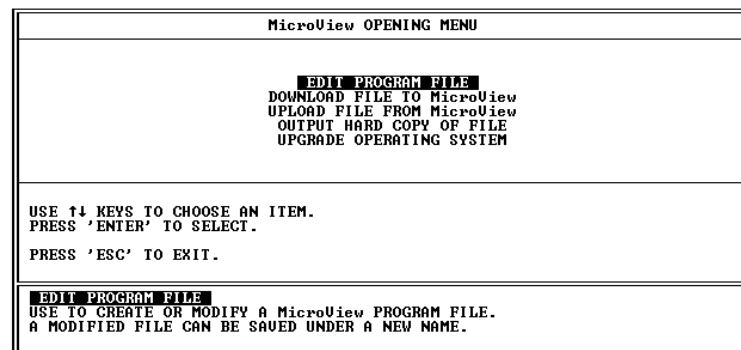 MicroView OPENING MENU
EDIT PROGRAM FILE
DOWNLOAD FILE TO MicroView
UPLOAD FILE FROM MicroView
OUTPUT HARD COPY OF FILE
UPGRADE OPERATING SYSTEM
USE ↑↓ KEYS TO CHOOSE AN ITEM.
PRESS 'ENTER' TO SELECT.
PRESS 'ESC' TO EXIT.
EDIT PROGRAM FILE
USE TO CREATE OR MODIFY A MicroView PROGRAM FILE.
A MODIFIED FILE CAN BE SAVED UNDER A NEW NAME.